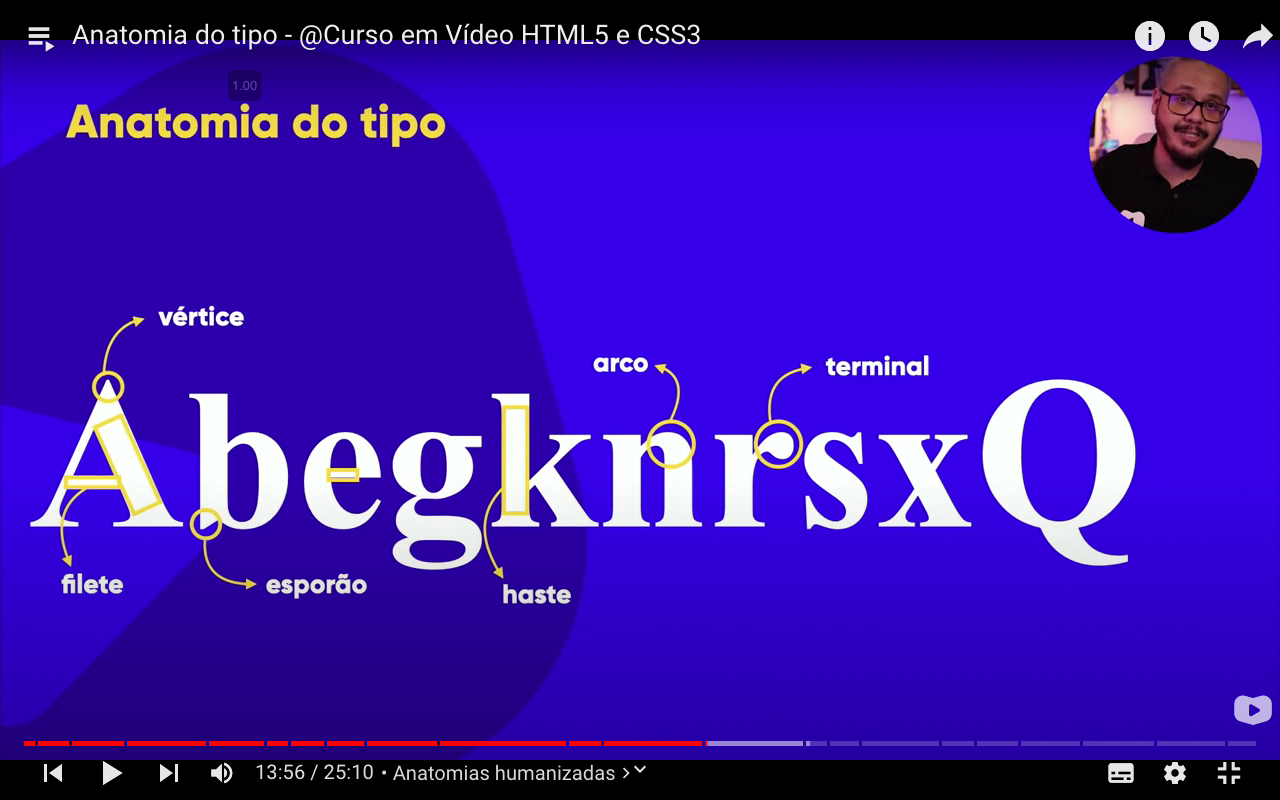 Anatomia do tipo - @Curso em Vídeo HTML5 e CSS3
1.00
Anatomia do tipo
vértice
arco
terminal
AbegknrsxQ
filete
esporão
haste
13:56 / 25:10 • Anatomias humanizadas